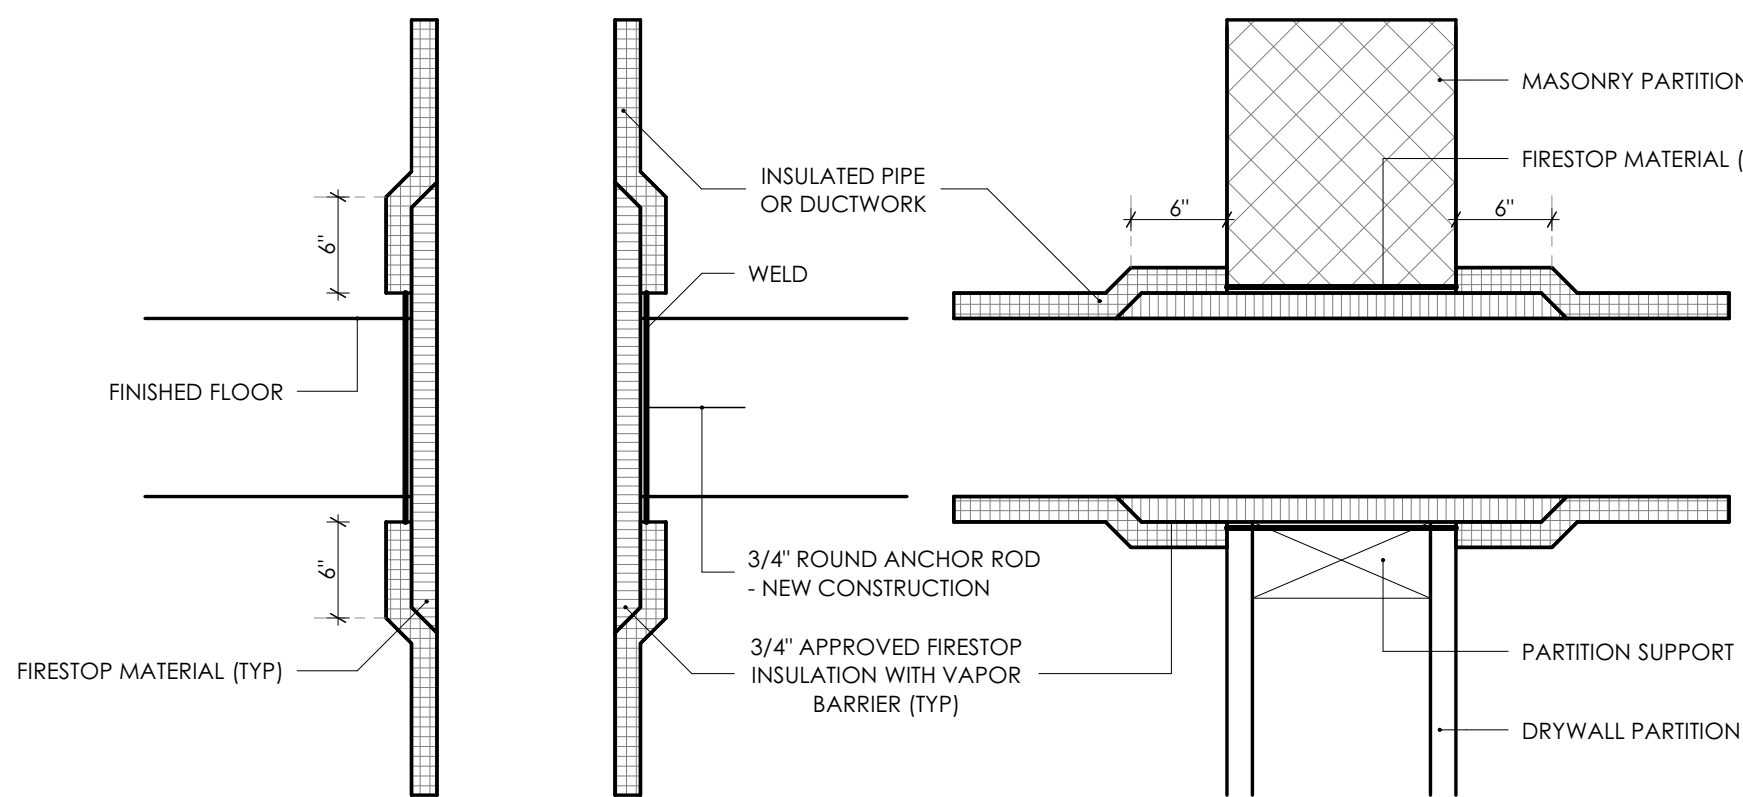 MASONRY PARTITION
FIRESTOP MATERIAL (
INSULATED PIPE
OR DUCTWORK
6"
6"
6"
WELD
FINISHED FLOOR
3/4" ROUND ANCHOR ROD
- NEW CONSTRUCTION
6"
3/4" APPROVED FIRESTOP
INSULATION WITH VAPOR
BARRIER (TYP)
FIRESTOP MATERIAL (TYP)
PARTITION SUPPORT
DRYWALL PARTITION